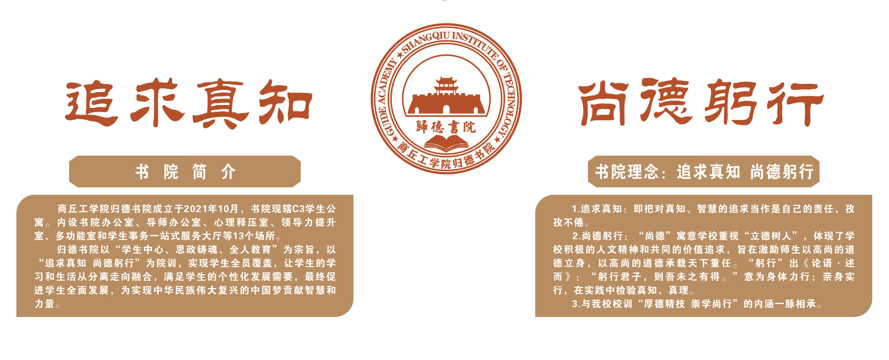 追求真知
书院简介
商丘工学院归德书院成立于2021年10月，书院现辖C3学生公
寓。内设书院办公室、导师办公室、心理释压室、领导力提升
室、多功能室和学生事务一站式服务大厅等13个场所。
归德书院以“学生中心、思政铸魂、全人教育”为宗旨，以
“追求真知 尚德躬行”为院训，实现学生全员覆盖，让学生的学
习和生活从分离走向融合，满足学生的个性化发展需要，最终促
进学生全面发展，为实现中华民族伟大复兴的中国梦贡献智慧和
力量。
GUIDE ACADEMY ★ SHANGQIU INSTITUTE OF TECHNOLOGY
歸德書院
★商丘工学院归德书院★
尚德躬行
书院理念：追求真知 尚德躬行
1.追求真知：即把对真知、智慧的追求当作是自己的责任，孜
孜不倦。
2.尚德躬行：“尚德”寓意学校重视“立德树人”，体现了学
校积极的人文精神和共同的价值追求，旨在激励师生以高尚的道
德立身，以高尚的道德承载天下重任。“躬行”出《论语·述
而》：“躬行君子，则吾未之有得。”意为身体力行；亲身实
行，在实践中检验真知、真理。
3.与我校校训“厚德精技 崇学尚行”的内涵一脉相承。